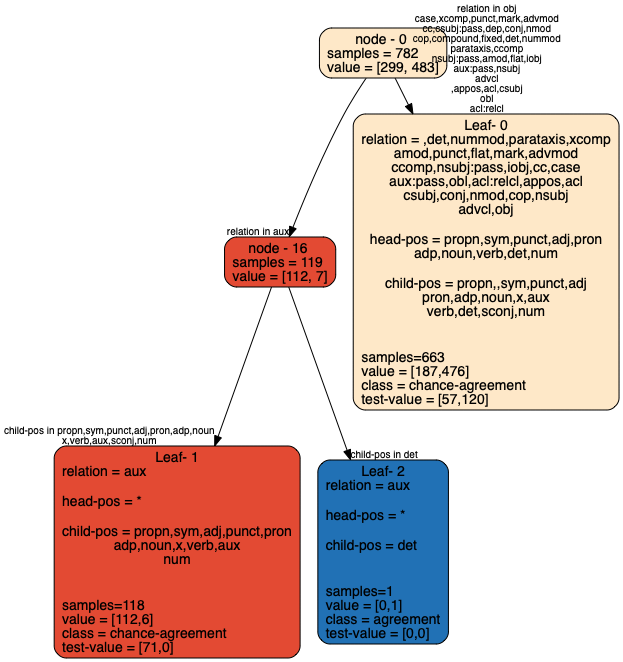 relation in obj
case,xcomp,punct,mark,advmod
cc,csubj:pass,dep,conj,nmod
cop,compound,fixed,det,nummod
parataxis,ccomp
nsubj:pass,amod,flat,iobj
aux:pass,nsubj
advcl
,appos,acl,csubj
obl
acl:relcl
node - 0
samples = 782
value = [299, 483]
Leaf- 0
relation = ,det,nummod,parataxis,xcomp
amod,punct,flat,mark,advmod
ccomp,nsubj:pass,iobj,cc,case
aux:pass,obl,acl:relcl,appos,acl
csubj,conj,nmod,cop,nsubj
advcl,obj
head-pos = propn,sym,punct,adj,pron
adp,noun,verb,det,num
child-pos = propn,,sym,punct,adj
pron,adp,noun,x,aux
verb,det,sconj,num
samples=663
value = [187,476]
class = chance-agreement
test-value = [57,120]
relation in aux
node - 16
samples = 119
value = [112, 7]
child-pos in propn,sym,punct,adj,pron,adp,noun
x,verb,aux,sconj,num
Leaf- 1
relation = aux
head-pos = *
child-pos = propn,sym,adj,punct,pron
adp,noun,x,verb,aux
num
samples=118
value = [112,6]
class = chance-agreement
test-value = [71,0]
child-pos in det
Leaf- 2
relation = aux
head-pos = *
child-pos = det
samples=1
value = [0,1]
class = agreement
test-value = [0,0]